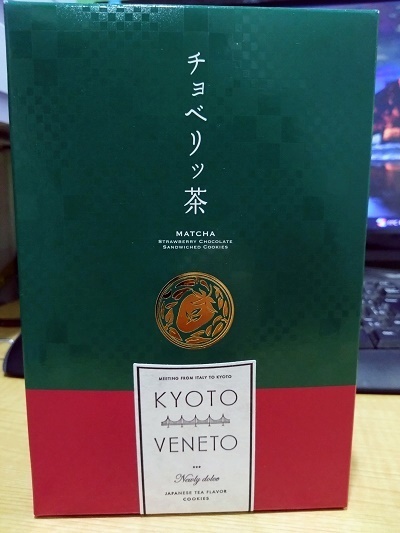 チョベリッ茶
MATCHA
STRAWBERRY CHOCOLATE
SANDWICHED COOKIES
MEETING FROM ITALY TO KYOTO
KYOTO
VENETO
Newly dolce
JAPANESE TEA FLAVOR
COOKIES